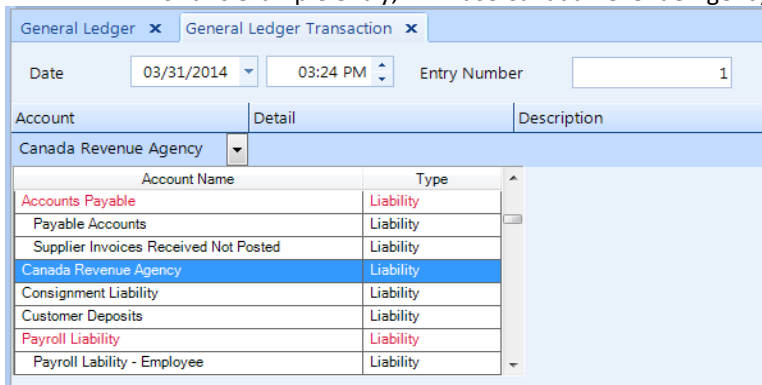 General Ledger x General Ledger Transaction x
Date 03/31/2014 03:24 PM Entry Number 1
Account Detail Description
Canada Revenue Agency
Account Name Type
Accounts Payable Liability
Payable Accounts Liability
Supplier Invoices Received Not Posted Liability
Canada Revenue Agency Liability
Consignment Liability Liability
Customer Deposits Liability
Payroll Liability Liability
Payroll Lability - Employee Liability